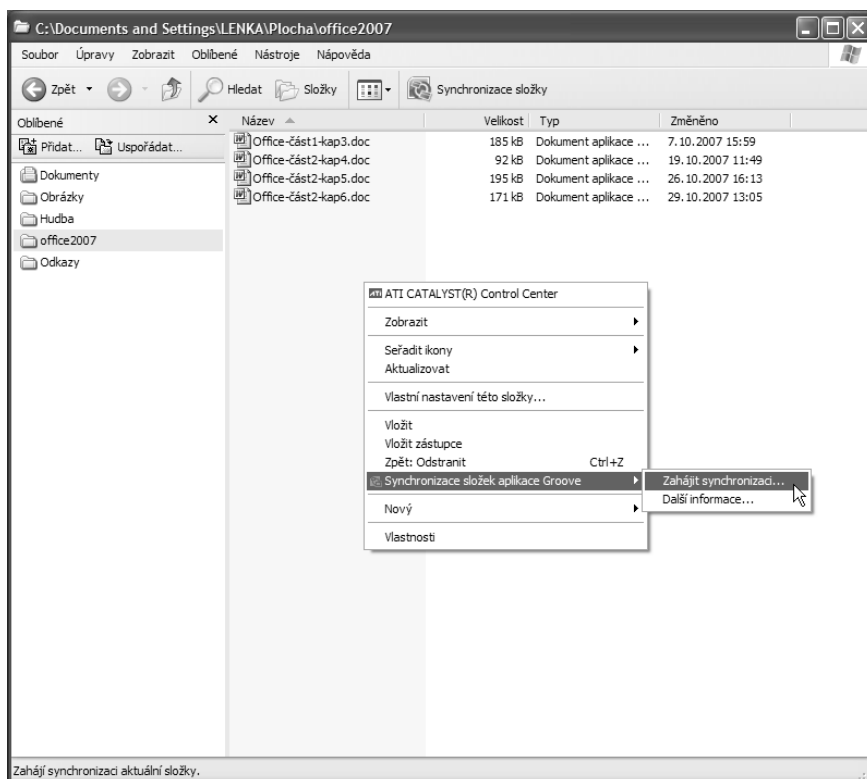 C:\Documents and Settings\LENKA\Plocha\office2007
Soubor Úpravy Zobrazit Oblíbené Nástroje Nápověda
Zpět Hledat Složky Synchronizace složky
Oblíbené
Přidat... Uspořádat...
Dokumenty
Obrázky
Hudba
office2007
Odkazy
Název Velikost Typ Změněno
Office-část1-kap3.doc 185 kB Dokument aplikace ... 7.10.2007 15:59
Office-část2-kap4.doc 92 kB Dokument aplikace ... 19.10.2007 11:49
Office-část2-kap5.doc 195 kB Dokument aplikace ... 26.10.2007 16:13
Office-část2-kap6.doc 171 kB Dokument aplikace ... 29.10.2007 13:05
ATI CATALYST(R) Control Center
Zobrazit
Seřadit ikony
Aktualizovat
Vlastní nastavení této složky...
Vložit
Vložit zástupce
Zpět: Odstranit Ctrl+Z
Synchronizace složek aplikace Groove
Nový
Vlastnosti
Zahájit synchronizaci...
Další informace...
Zahájí synchronizaci aktuální složky.